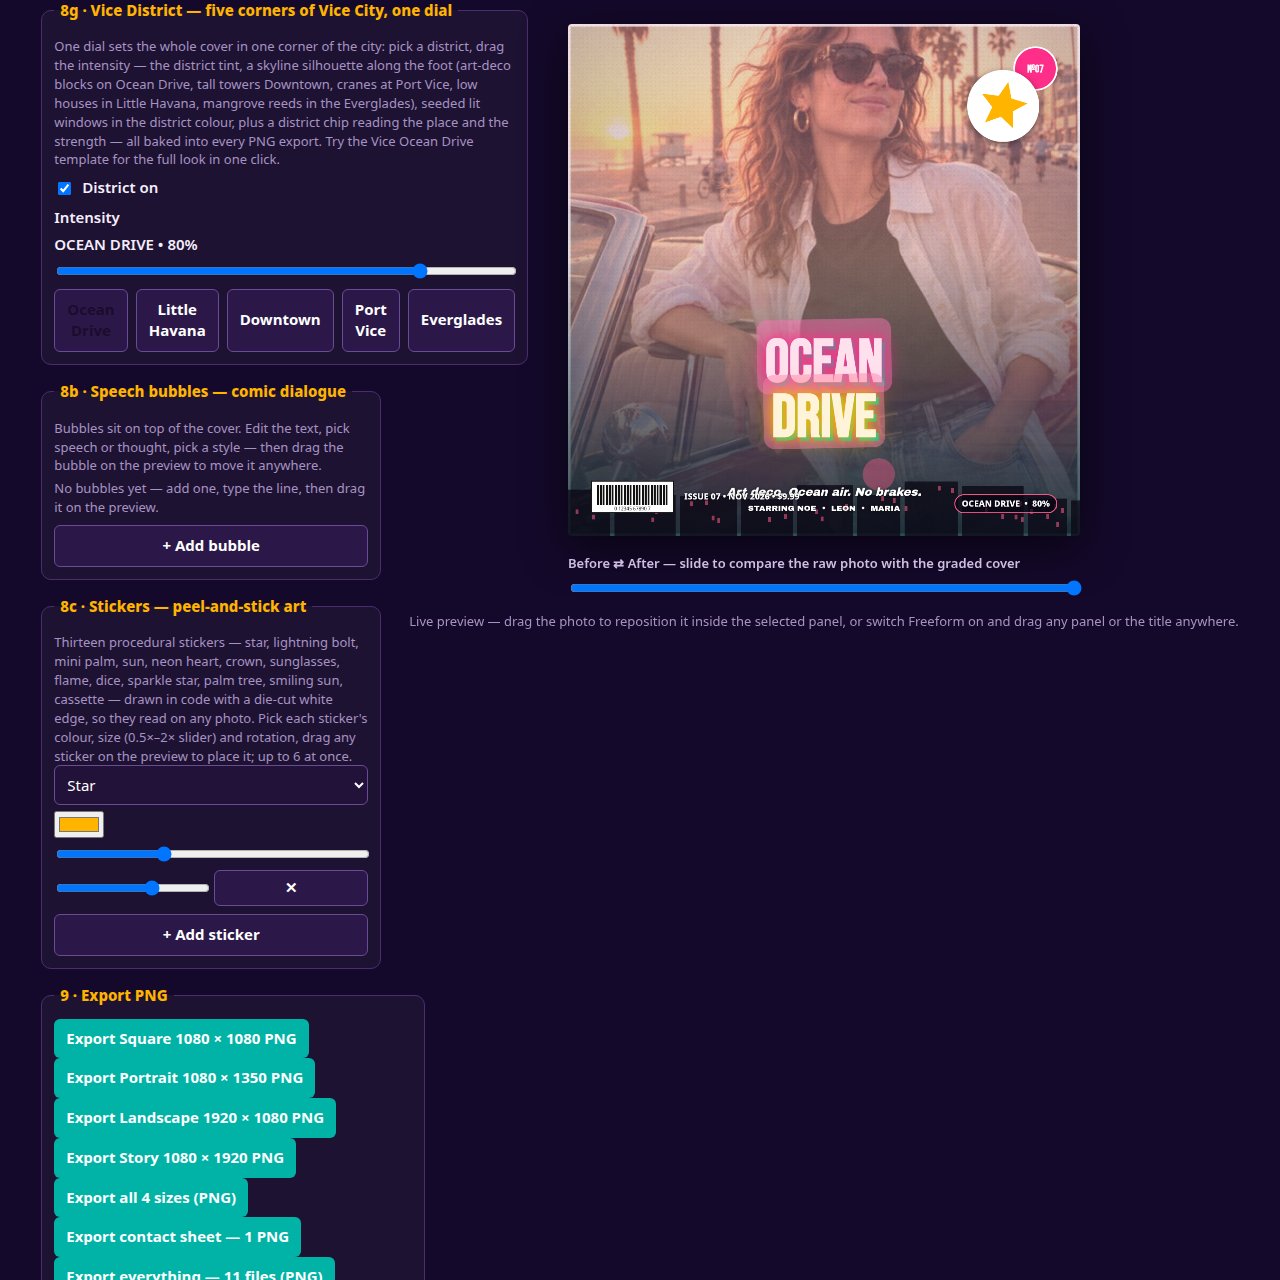 8g · Vice District — five corners of Vice City, one dial
One dial sets the whole cover in one corner of the city: pick a district, drag
the intensity — the district tint, a skyline silhouette along the foot (art-deco
blocks on Ocean Drive, tall towers Downtown, cranes at Port Vice, low
houses in Little Havana, mangrove reeds in the Everglades), seeded lit
windows in the district colour, plus a district chip reading the place and the
strength — all baked into every PNG export. Try the Vice Ocean Drive
template for the full look in one click.
District on
Intensity
OCEAN DRIVE • 80%
Ocean
Drive
Little
Havana
Downtown
Port
Vice
Everglades
8b · Speech bubbles — comic dialogue
Bubbles sit on top of the cover. Edit the text, pick
speech or thought, pick a style — then drag the
bubble on the preview to move it anywhere.
No bubbles yet — add one, type the line, then drag
it on the preview.
+ Add bubble
8c · Stickers — peel-and-stick art
Thirteen procedural stickers — star, lightning bolt,
mini palm, sun, neon heart, crown, sunglasses,
flame, dice, sparkle star, palm tree, smiling sun,
cassette — drawn in code with a die-cut white
edge, so they read on any photo. Pick each sticker's
colour, size (0.5×–2× slider) and rotation, drag any
sticker on the preview to place it; up to 6 at once.
Star
✕
+ Add sticker
9 · Export PNG
Export Square 1080 × 1080 PNG
Export Portrait 1080 × 1350 PNG
Export Landscape 1920 × 1080 PNG
Export Story 1080 × 1920 PNG
Export all 4 sizes (PNG)
Export contact sheet — 1 PNG
Export everything — 11 files (PNG)
№07
OCEAN
DRIVE
Art deco. Ocean air. No brakes.
ISSUE 07 • NOV 2026 • $9.99
STARRING NOE • LEÓN • MARIA
OCEAN DRIVE • 80%
Before ⇄ After — slide to compare the raw photo with the graded cover
Live preview — drag the photo to reposition it inside the selected panel, or switch Freeform on and drag any panel or the title anywhere.